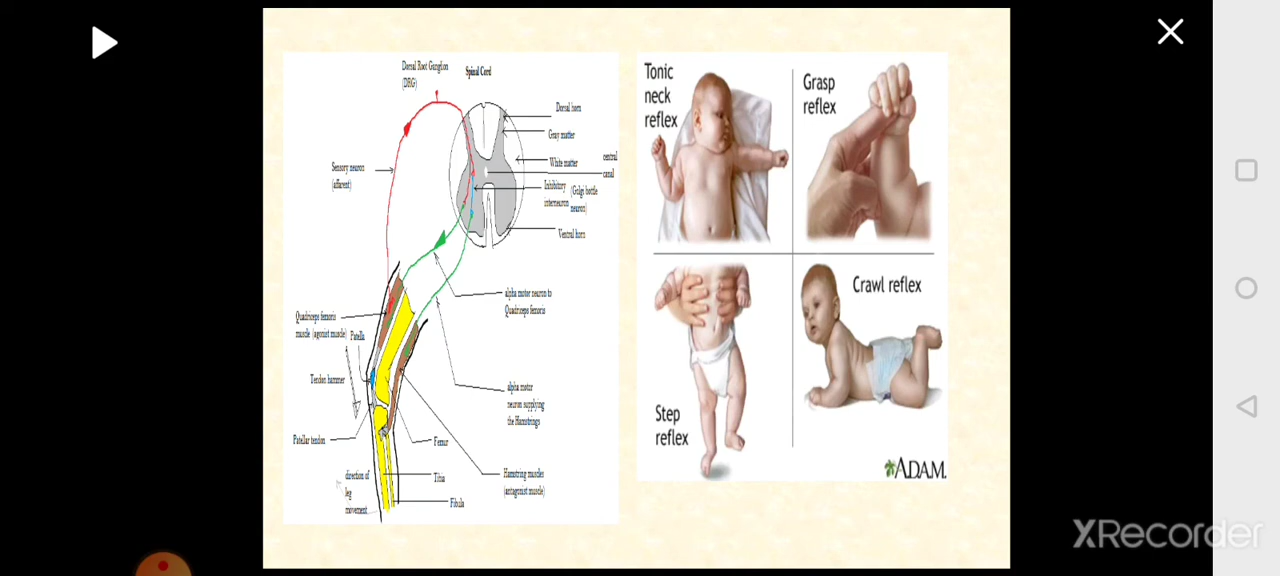 Dorsal Root Ganglion
(DRG)
Spinal Cord
Dorsal horn
Gray matter
White matter
central
canal
Sensory neuron
(afferent)
Inhibitory
interneuron
(Golgi bottle
neuron)
Ventral horn
alpha motor neuron to
Quadriceps femoris
Quadriceps femoris
muscle (agonist muscle)
Patella
Tendon hammer
alpha motor
neuron supplying
the Hamstrings
Patellar tendon
Femur
direction of
leg
movement
Tibia
Hamstring muscles
(antagonist muscle)
Fibula
Tonic
neck
reflex
Grasp
reflex
Step
reflex
Crawl reflex
ADAM
XRecorder